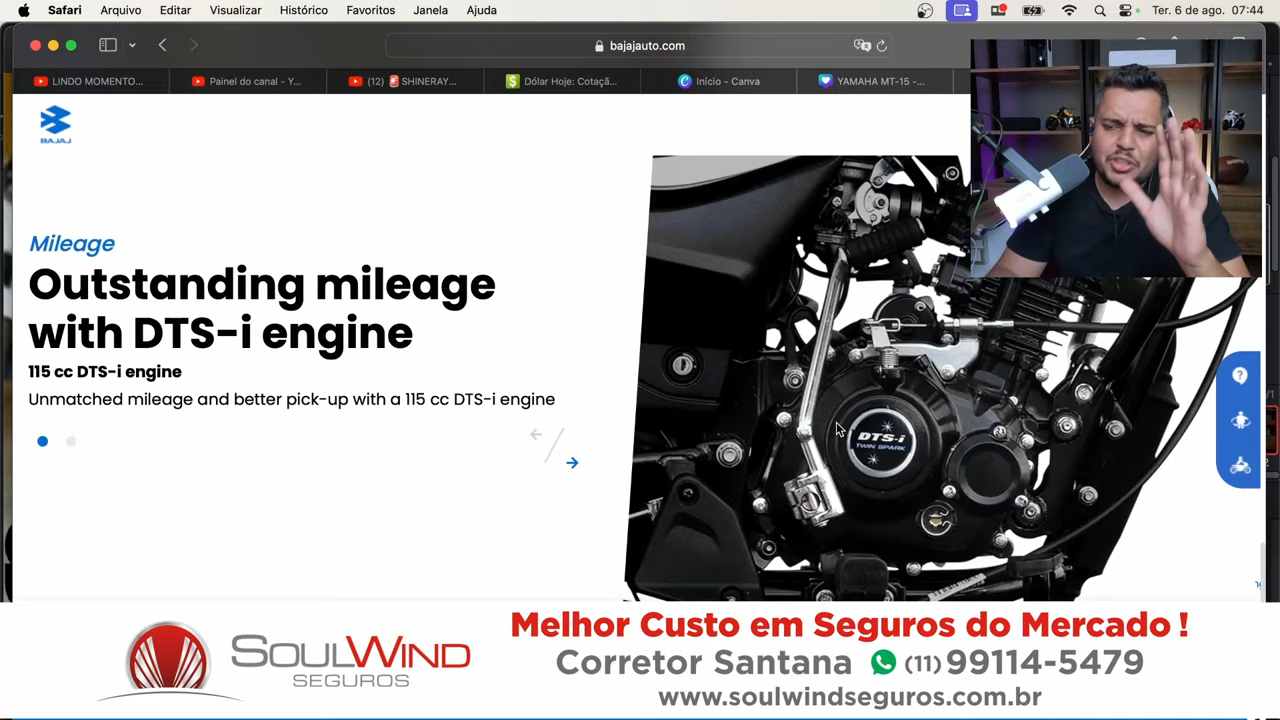 Safari Arquivo Editar Visualizar Histórico Favoritos Janela Ajuda Ter. 6 de ago. 07:44
bajajauto.com
LINDO MOMENTO... Painel do canal - Y... (12) SHINERAY... Dólar Hoje: Cotaçã... Início - Canva YAMAHA MT-15 -...
BAJAJ
Mileage
Outstanding mileage
with DTS-i engine
115 cc DTS-i engine
Unmatched mileage and better pick-up with a 115 cc DTS-i engine
DTS-i
TWIN SPARK
SOULWIND
SEGUROS
Melhor Custo em Seguros do Mercado !
Corretor Santana (11) 99114-5479
www.soulwindseguros.com.br